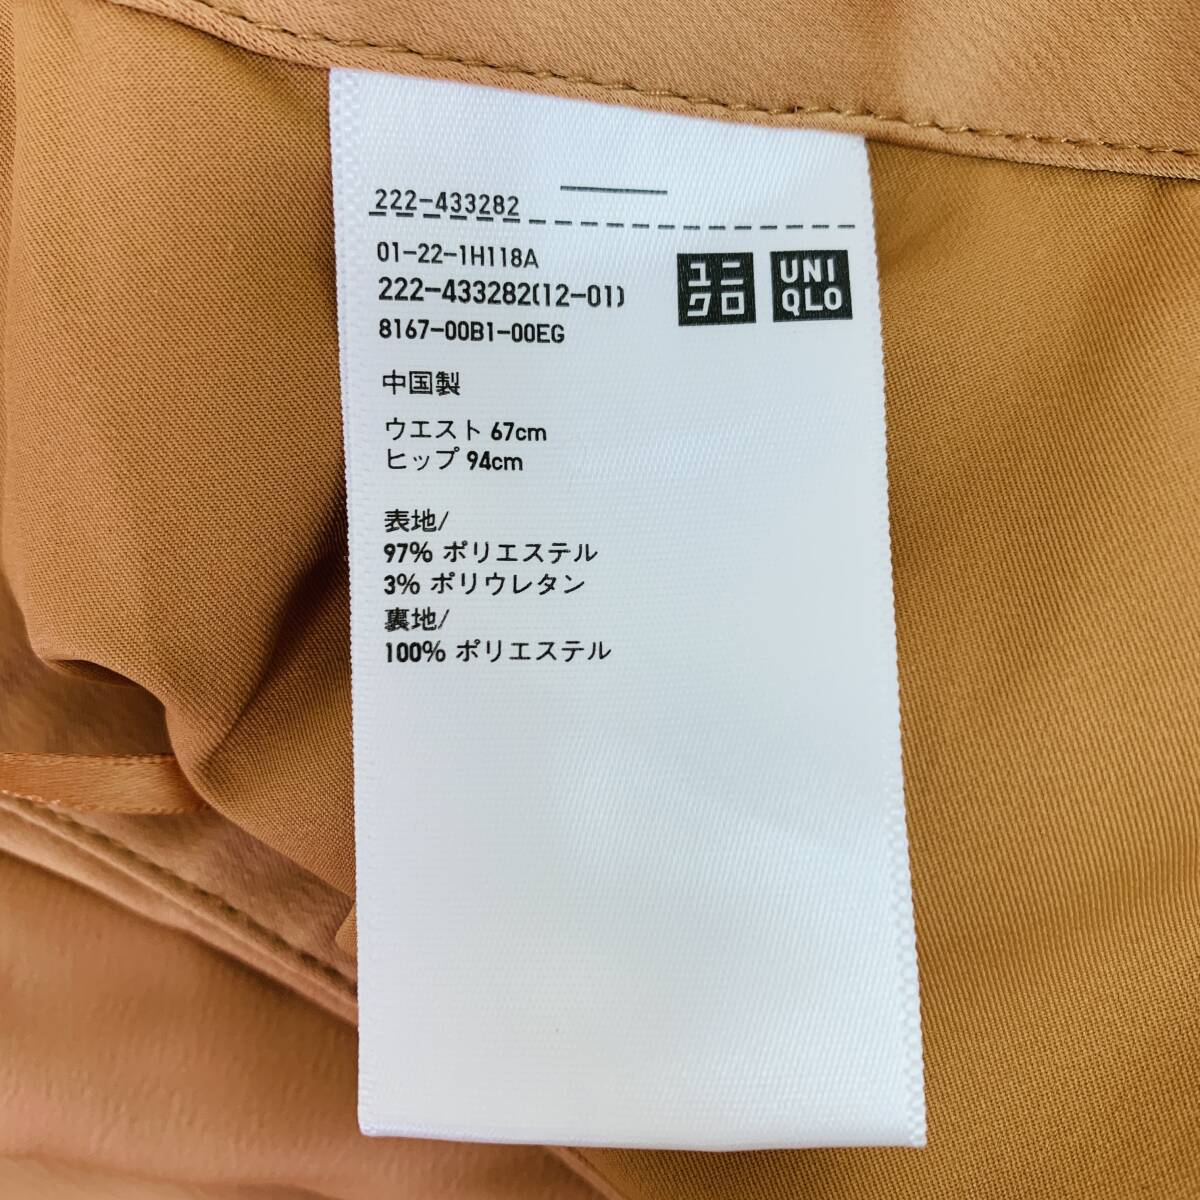 222-433282
01-22-1H118A
222-433282(12-01)
8167-00B1-00EG
ユニ
クロ
UNI
QLO
中国製
ウエスト 67cm
ヒップ 94cm
表地/
97% ポリエステル
3% ポリウレタン
裏地/
100% ポリエステル